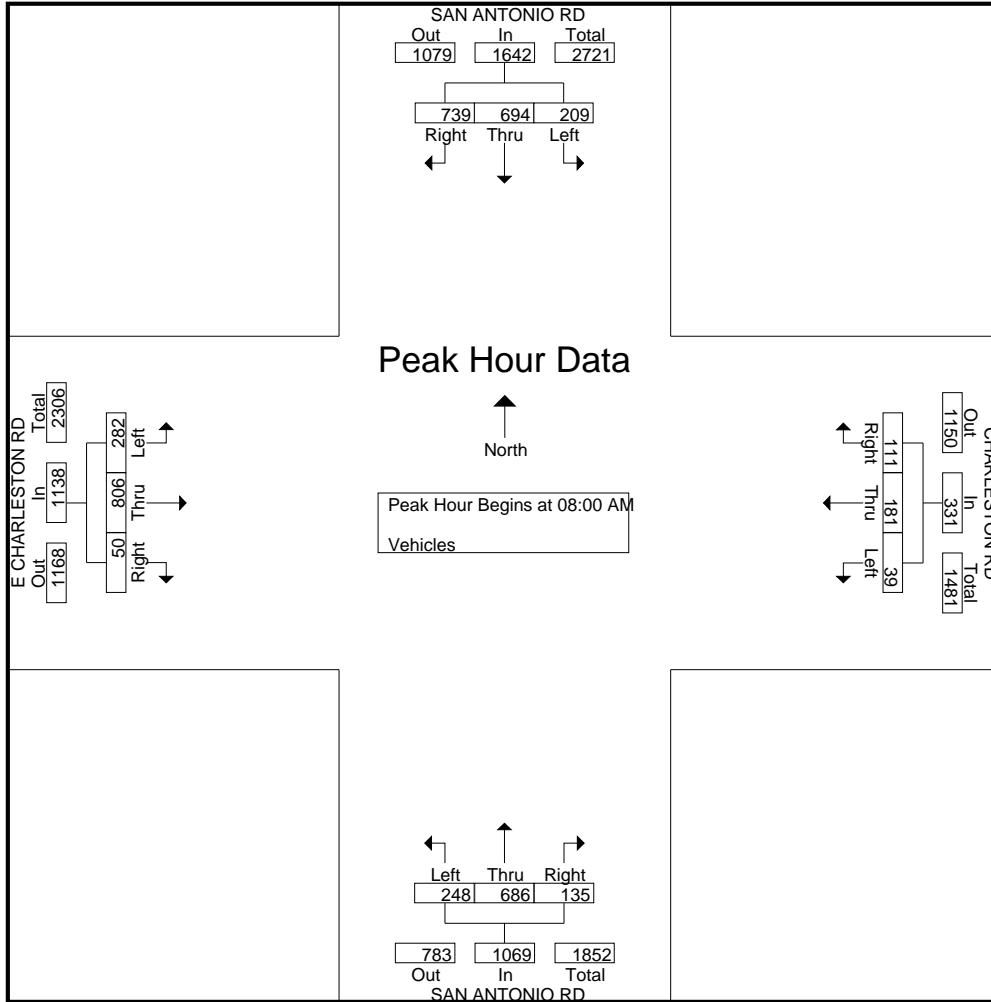 SAN ANTONIO RD
Out In Total
1079 1642 2721
739 694 209
Right Thru Left
Peak Hour Data
North
Peak Hour Begins at 08:00 AM
Vehicles
E CHARLESTON RD
Out In Total
1168 1138 2306
50 806 282
Right Thru Left
CHARLESTON RD
Out In Total
1150 331 1481
111 181 39
Right Thru Left
Left Thru Right
248 686 135
783 1069 1852
Out In Total
SAN ANTONIO RD